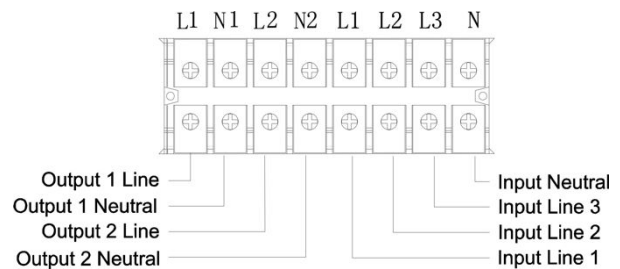 L1 N1 L2 N2 L1 L2 L3 N
Output 1 Line
Output 1 Neutral
Output 2 Line
Output 2 Neutral
Input Neutral
Input Line 3
Input Line 2
Input Line 1